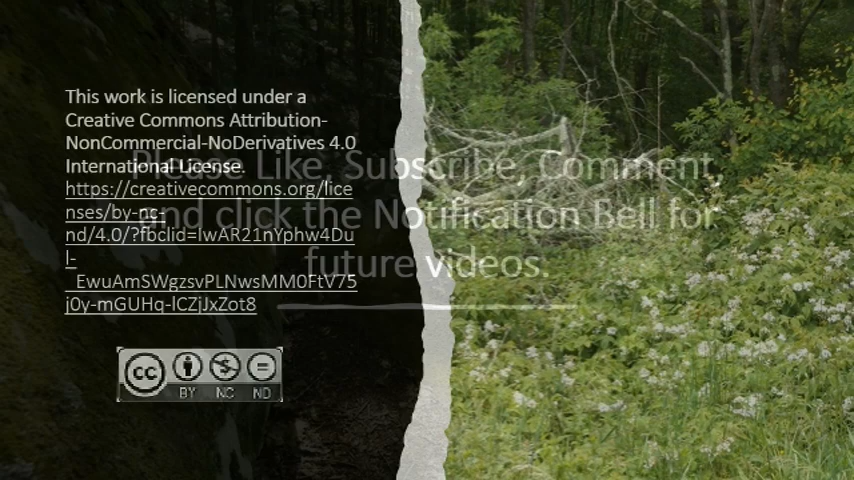 This work is licensed under a
Creative Commons Attribution-
NonCommercial-NoDerivatives 4.0
International License.
https://creativecommons.org/lice
nses/by-nc-
nd/4.0/?fbclid=IwAR21nYphw4Du
l-
_EwuAmSWgzsvPLNwsMM0FtV75
j0y-mGUHq-lCZjJxZot8
Please Like, Subscribe, Comment
and click the Notification Bell for
future videos.
cc
BY NC ND